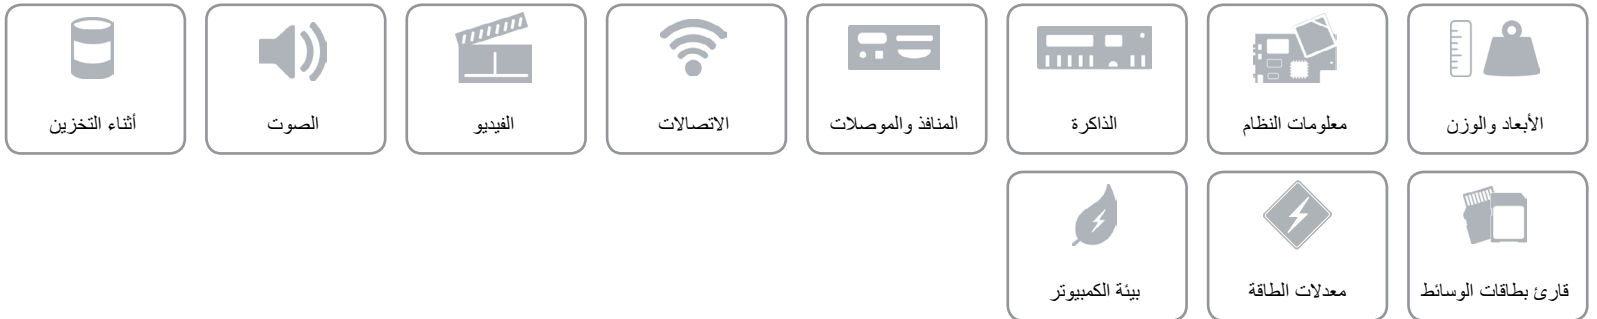 الأبعاد والوزن
معلومات النظام
الذاكرة
المنافذ والموصلات
الاتصالات
الفيديو
الصوت
أثناء التخزين
قارئ بطاقات الوسائط
معدلات الطاقة
بيئة الكمبيوتر